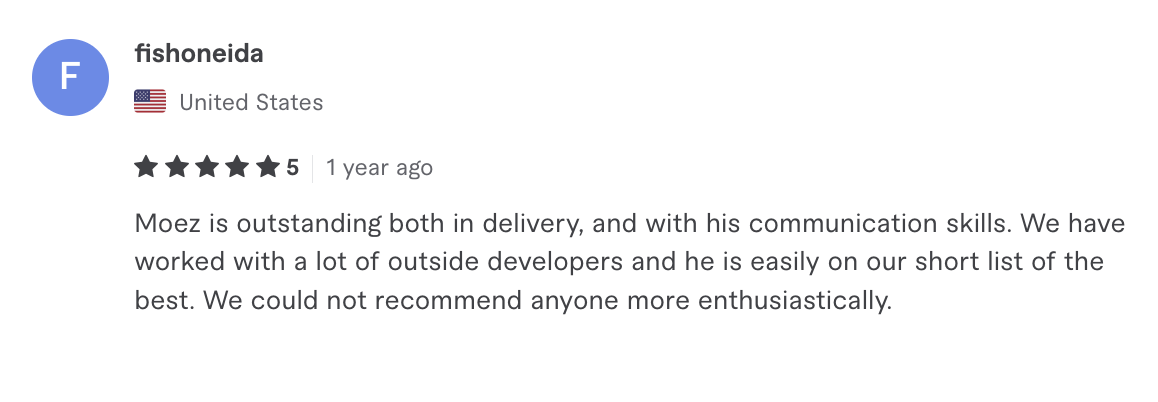 F
fishoneida
United States
5
1 year ago
Moez is outstanding both in delivery, and with his communication skills. We have
worked with a lot of outside developers and he is easily on our short list of the
best. We could not recommend anyone more enthusiastically.